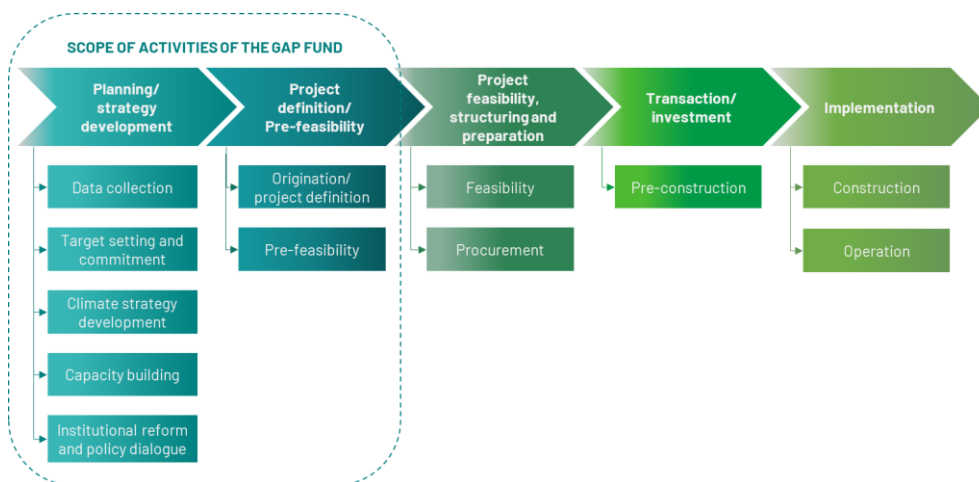 SCOPE OF ACTIVITIES OF THE GAP FUND
Planning/
strategy
development
Project
definition/
Pre-feasibility
Project
feasibility,
structuring and
preparation
Transaction/
investment
Implementation
Data collection
Target setting and
commitment
Climate strategy
development
Capacity building
Institutional reform
and policy dialogue
Origination/
project definition
Pre-feasibility
Feasibility
Procurement
Pre-construction
Construction
Operation